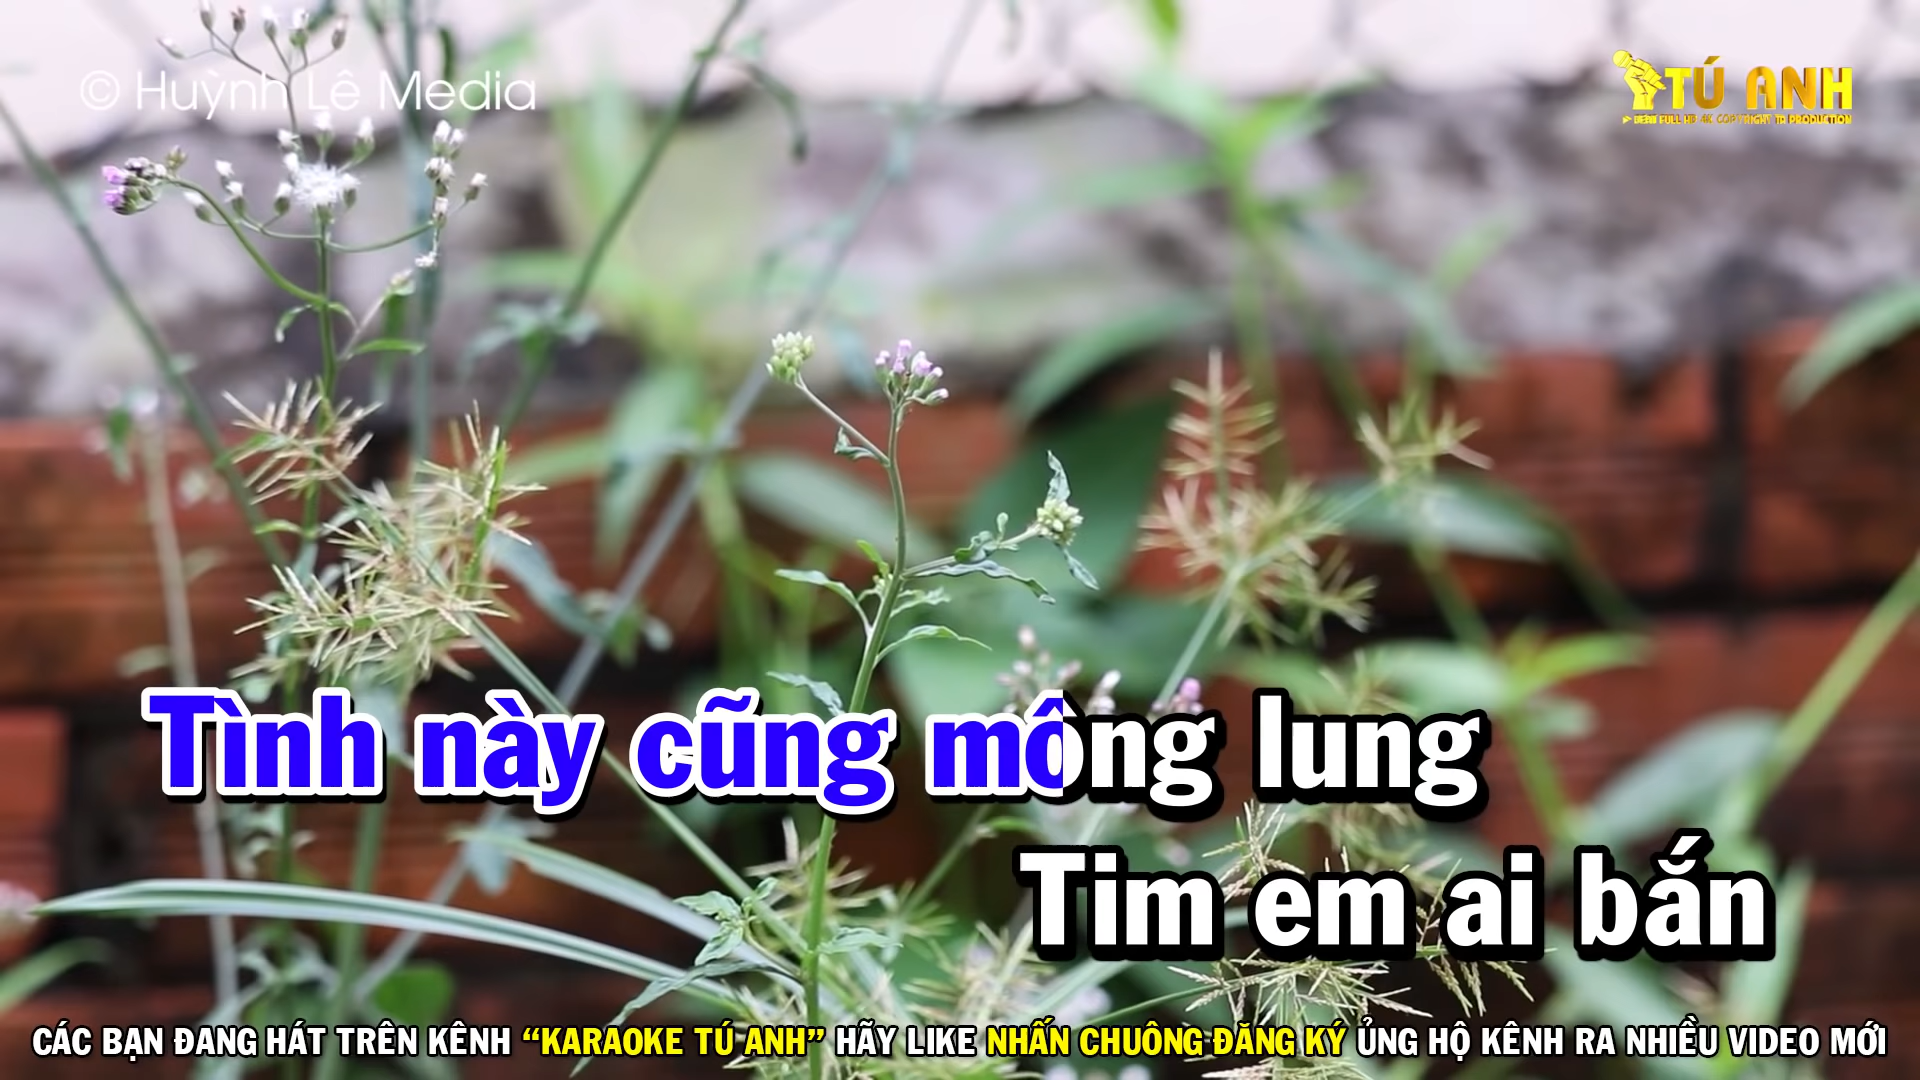 © Huỳnh Lê Media
TÚ ANH
Tình này cũng mông lung
Tim em ai bắn
CÁC BẠN ĐANG HÁT TRÊN KÊNH “KARAOKE TÚ ANH” HÃY LIKE NHẤN CHUÔNG ĐĂNG KÝ ỦNG HỘ KÊNH RA NHIỀU VIDEO MỚI